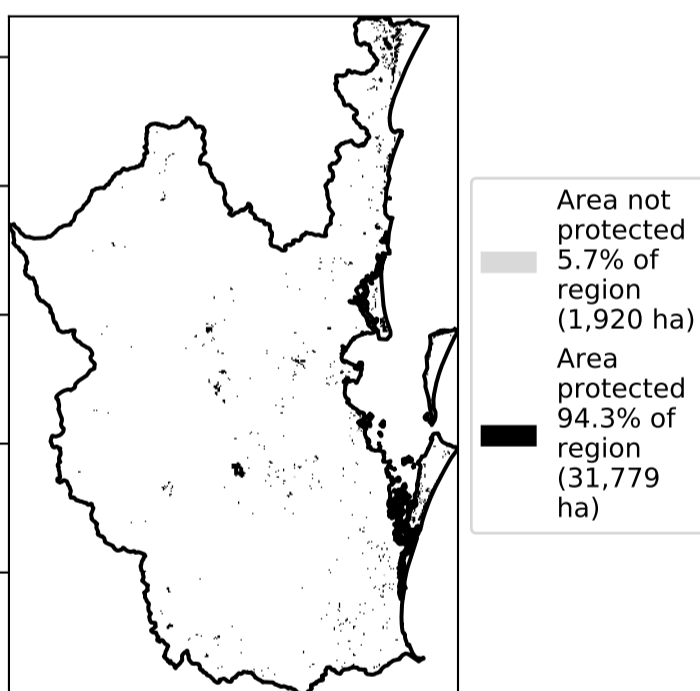 Area not
protected
5.7% of
region
(1,920 ha)
Area
protected
94.3% of
region
(31,779
ha)